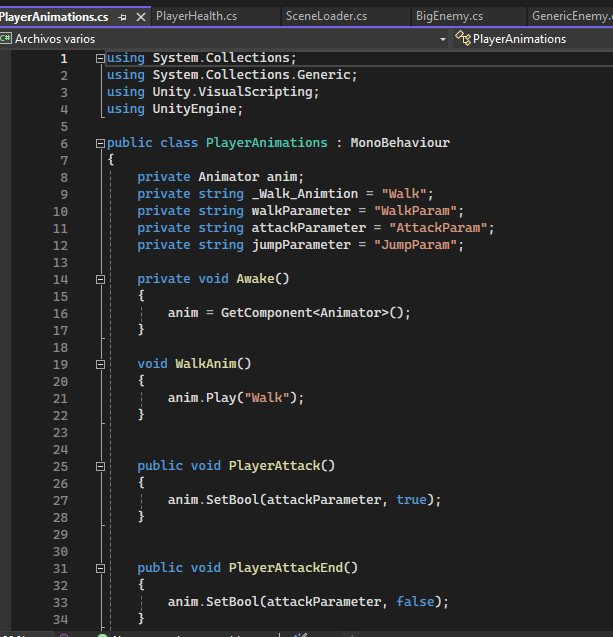 PlayerAnimations.cs PlayerHealth.cs SceneLoader.cs BigEnemy.cs GenericEnemy.
C# Archivos varios PlayerAnimations
1 using System.Collections;
2 using System.Collections.Generic;
3 using Unity.VisualScripting;
4 using UnityEngine;
5
6 public class PlayerAnimations : MonoBehaviour
7 {
8 private Animator anim;
9 private string _Walk_Animtion = "Walk";
10 private string walkParameter = "WalkParam";
11 private string attackParameter = "AttackParam";
12 private string jumpParameter = "JumpParam";
13
14 private void Awake()
15 {
16 anim = GetComponent<Animator>();
17 }
18
19 void WalkAnim()
20 {
21 anim.Play("Walk");
22 }
23
24
25 public void PlayerAttack()
26 {
27 anim.SetBool(attackParameter, true);
28 }
29
30
31 public void PlayerAttackEnd()
32 {
33 anim.SetBool(attackParameter, false);
34 }